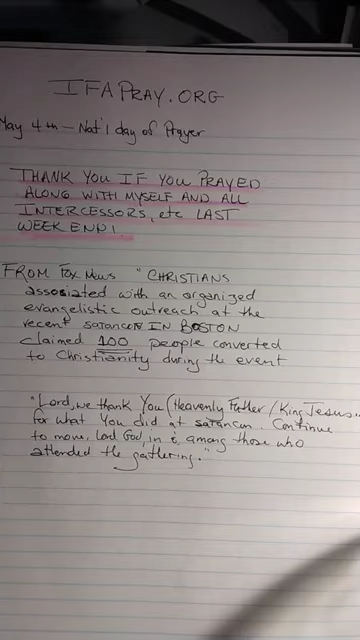 IFAPRAY.ORG
May 4th - Nat'l day of Prayer
THANK YOU IF YOU PRAYED
ALONG WITH MYSELF AND ALL
INTERCESSORS, etc LAST
WEEKEND!
FROM Fox News "CHRISTIANS
associated with an organized
evangelistic outreach at the
recent satancon IN BOSTON
claimed 100 people converted
to Christianity during the event
"Lord, we thank You (Heavenly Father / King Jesus...
for what You did at satancon. Continue
to move, Lord God, in &, among those who
attended the gathering."